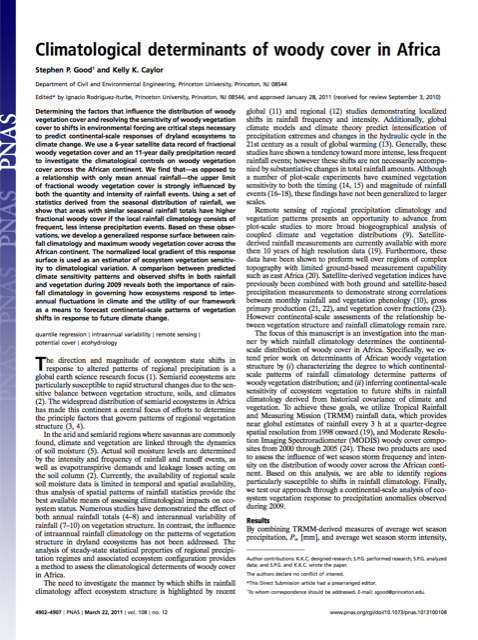 Climatological determinants of woody cover in Africa
Stephen P. Good¹ and Kelly K. Caylor
Department of Civil and Environmental Engineering, Princeton University, Princeton, NJ 08544
Edited* by Ignacio Rodriguez-Iturbe, Princeton University, Princeton, NJ, and approved January 28, 2011 (received for review September 3, 2010)
Determining the factors that influence the distribution of woody
vegetation cover and resolving the sensitivity of woody vegetation
cover to shifts in environmental forcing are critical steps necessary
to predict continental-scale responses of dryland ecosystems to
climate change. We use a 6-year satellite data record of fractional
woody vegetation cover and an 11-year daily precipitation record
to investigate the climatological controls on woody vegetation
cover across the African continent. We find that—as opposed to
a relationship with only mean annual rainfall—the upper limit
of fractional woody vegetation cover is strongly influenced by
both the quantity and intensity of rainfall events. Using a set of
statistics derived from the seasonal distribution of rainfall, we
show that areas with similar seasonal rainfall totals have higher
fractional woody cover if the local rainfall climatology consists of
frequent, less intense precipitation events. Based on these obser-
vations, we develop a generalized response surface between rain-
fall climatology and maximum woody vegetation cover across the
African continent. The normalized local gradient of this response
surface is used as an estimator of ecosystem vegetation sensitiv-
ity to climatological variation. A comparison between predicted
climate sensitivity patterns and observed shifts in both rainfall
and vegetation during 2009 reveals both the importance of rain-
fall climatology in governing how ecosystems respond to inter-
annual fluctuations in climate and the utility of our framework
as a means to forecast continental-scale patterns of vegetation
shifts in response to future climate change.
quantile regression | intraannual variability | remote sensing |
potential cover | ecohydrology
The direction and magnitude of ecosystem state shifts in
response to altered patterns of regional precipitation is a
global earth science research focus (1). Semiarid ecosystems are
particularly susceptible to rapid structural changes due to the sen-
sitive balance between vegetation structure, soils, and climates
(2). The widespread distribution of semiarid ecosystems in Africa
has made this continent a central focus of efforts to determine
the principle factors that govern patterns of regional vegetation
structure (3, 4).
In the arid and semiarid regions where savannas are commonly
found, climate and vegetation are linked through the dynamics
of soil moisture (5). Actual soil moisture levels are determined
by the intensity and frequency of rainfall and runoff events, as
well as evapotranspirive demands and leakage losses acting on
the soil column (2). Currently, the availability of regional scale
soil moisture data is limited in temporal and spatial availability,
thus analysis of spatial patterns of rainfall statistics provide the
best available means of assessing climatological impacts on eco-
system status. Numerous studies have demonstrated the effect of
both annual rainfall totals (4–8) and interannual variability of
rainfall (7–10) on vegetation structure. In contrast, the influence
of intraannual rainfall climatology on the patterns of vegetation
structure in dryland ecosystems has not been addressed. The
analysis of steady-state statistical properties of regional precipi-
tation regimes and associated ecosystem configuration provides
a method to assess the climatological determents of woody cover
in Africa.
The need to investigate the manner by which shifts in rainfall
climatology affect ecosystem structure is highlighted by recent
global (11) and regional (12) studies demonstrating localized
shifts in rainfall frequency and intensity. Additionally, global
climate models and climate theory predict intensification of
precipitation extremes and changes in the hydraulic cycle in the
21st century as a result of global warming (13). Generally, these
studies have shown a tendency toward more intense, less frequent
rainfall events; however these shifts are not necessarily accompa-
nied by substantiative changes in total rainfall amounts. Although
a number of plot-scale experiments have examined vegetation
sensitivity to both the timing (14, 15) and magnitude of rainfall
events (16–18), these findings have not been generalized to larger
scales.
Remote sensing of regional precipitation climatology and
vegetation patterns presents an opportunity to advance from
plot-scale studies to more broad biogeographical analysis of
coupled climate and vegetation distributions (9). Satellite-
derived rainfall measurements are currently available with more
then 10 years of high resolution data (19). Furthermore, these
data have been shown to preform well over regions of complex
topography with limited ground-based measurement capability
such as east Africa (20). Satellite-derived vegetation indices have
previously been combined with both ground and satellite-based
precipitation measurements to demonstrate strong correlations
between monthly rainfall and vegetation phenology (10), gross
primary production (21, 22), and vegetation cover fractions (23).
However continental-scale assessments of the relationship be-
tween vegetation structure and rainfall climatology remain rare.
The focus of this manuscript is an investigation into the man-
ner by which rainfall climatology determines the continental-
scale distribution of woody cover in Africa. Specifically, we ex-
tend prior work on determinants of African woody vegetation
structure by (i) characterizing the degree to which continental-
scale patterns of rainfall climatology determine patterns of
woody vegetation distribution; and (ii) inferring continental-scale
sensitivity of ecosystem vegetation to future shifts in rainfall
climatology derived from historical covariance of climate and
vegetation. To achieve these goals, we utilize Tropical Rainfall
and Measuring Mission (TRMM) rainfall data, which provides
near global estimates of rainfall every 3 h at a quarter-degree
spatial resolution from 1998 onward (19), and Moderate Resolu-
tion Imaging Spectroradiometer (MODIS) woody cover compo-
sites from 2000 through 2005 (24). These two products are used
to assess the influence of wet season storm frequency and inten-
sity on the distribution of woody cover across the African conti-
nent. Based on this analysis, we are able to identify regions
particularly susceptible to shifts in rainfall climatology. Finally,
we test our approach through a continental-scale analysis of eco-
system vegetation response to precipitation anomalies observed
during 2009.
Results
By combining TRMM-derived measures of average wet season
precipitation, Pw [mm], and average wet season storm intensity,
Author contributions: K.K.C. designed research; S.P.G. performed research; S.P.G. analyzed
data; and S.P.G. and K.K.C. wrote the paper.
The authors declare no conflict of interest.
*This Direct Submission article had a prearranged editor.
¹To whom correspondence should be addressed. E-mail: sgood@princeton.edu.
4902–4907 | PNAS | March 22, 2011 | vol. 108 | no. 12
www.pnas.org/cgi/doi/10.1073/pnas.1013100108
PNAS PNAS PNAS